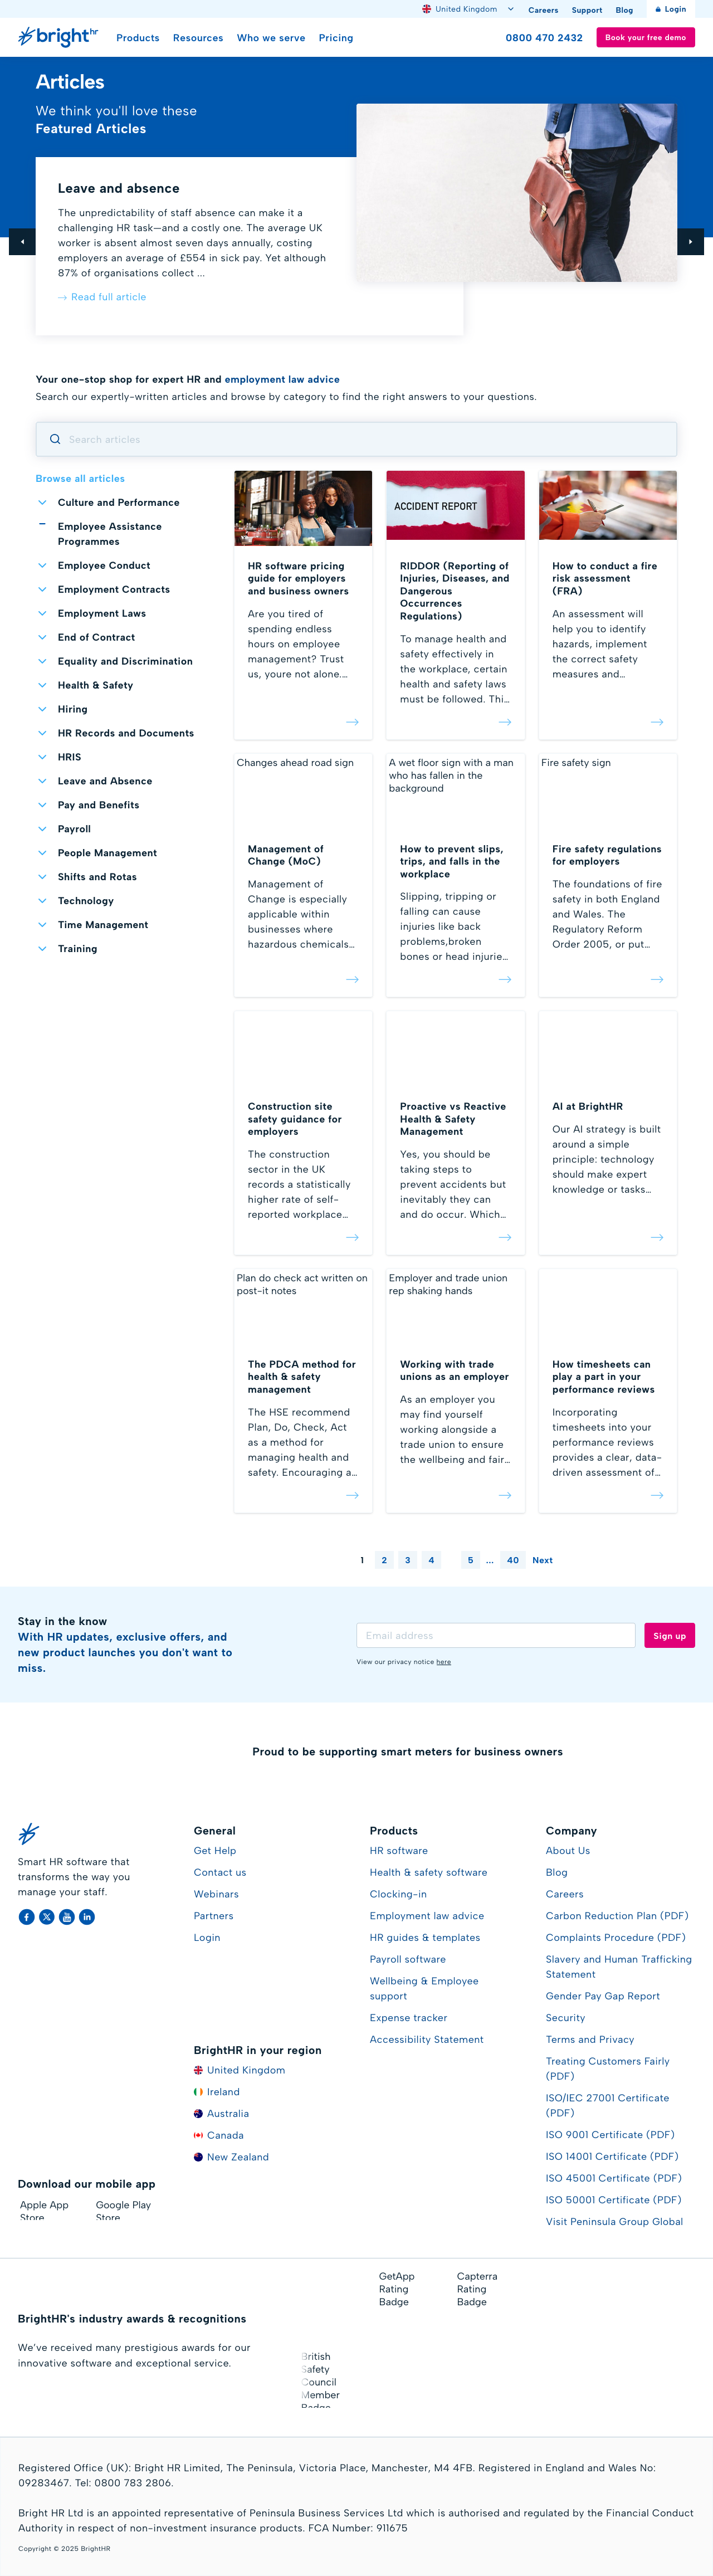 United Kingdom
Careers
Support
Blog
Login
bright hr
Products
Resources
Who we serve
Pricing
0800 470 2432
Book your free demo
Articles
We think you'll love these
Featured Articles
Leave and absence
The unpredictability of staff absence can make it a
challenging HR task—and a costly one. The average UK
worker is absent almost seven days annually, costing
employers an average of £554 in sick pay. Yet although
87% of organisations collect ...
Read full article
Your one-stop shop for expert HR and employment law advice
Search our expertly-written articles and browse by category to find the right answers to your questions.
Search articles
Browse all articles
Culture and Performance
Employee Assistance
Programmes
Employee Conduct
Employment Contracts
Employment Laws
End of Contract
Equality and Discrimination
Health & Safety
Hiring
HR Records and Documents
HRIS
Leave and Absence
Pay and Benefits
Payroll
People Management
Shifts and Rotas
Technology
Time Management
Training
HR software pricing
guide for employers
and business owners
Are you tired of
spending endless
hours on employee
management? Trust
us, youre not alone.…
ACCIDENT REPORT
RIDDOR (Reporting of
Injuries, Diseases, and
Dangerous
Occurrences
Regulations)
To manage health and
safety effectively in
the workplace, certain
health and safety laws
must be followed. Thi…
How to conduct a fire
risk assessment
(FRA)
An assessment will
help you to identify
hazards, implement
the correct safety
measures and…
Changes ahead road sign
Management of
Change (MoC)
Management of
Change is especially
applicable within
businesses where
hazardous chemicals…
A wet floor sign with a man
who has fallen in the
background
How to prevent slips,
trips, and falls in the
workplace
Slipping, tripping or
falling can cause
injuries like back
problems,broken
bones or head injurie…
Fire safety sign
Fire safety regulations
for employers
The foundations of fire
safety in both England
and Wales. The
Regulatory Reform
Order 2005, or put…
Construction site
safety guidance for
employers
The construction
sector in the UK
records a statistically
higher rate of self-
reported workplace…
Proactive vs Reactive
Health & Safety
Management
Yes, you should be
taking steps to
prevent accidents but
inevitably they can
and do occur. Which…
AI at BrightHR
Our AI strategy is built
around a simple
principle: technology
should make expert
knowledge or tasks…
Plan do check act written on
post-it notes
The PDCA method for
health & safety
management
The HSE recommend
Plan, Do, Check, Act
as a method for
managing health and
safety. Encouraging a…
Employer and trade union
rep shaking hands
Working with trade
unions as an employer
As an employer you
may find yourself
working alongside a
trade union to ensure
the wellbeing and fair…
How timesheets can
play a part in your
performance reviews
Incorporating
timesheets into your
performance reviews
provides a clear, data-
driven assessment of…
1 2 3 4 5 ... 40 Next
Stay in the know
With HR updates, exclusive offers, and
new product launches you don't want to
miss.
Email address
Sign up
View our privacy notice here
Proud to be supporting smart meters for business owners
Smart HR software that
transforms the way you
manage your staff.
General
Get Help
Contact us
Webinars
Partners
Login
BrightHR in your region
United Kingdom
Ireland
Australia
Canada
New Zealand
Products
HR software
Health & safety software
Clocking-in
Employment law advice
HR guides & templates
Payroll software
Wellbeing & Employee
support
Expense tracker
Accessibility Statement
Company
About Us
Blog
Careers
Carbon Reduction Plan (PDF)
Complaints Procedure (PDF)
Slavery and Human Trafficking
Statement
Gender Pay Gap Report
Security
Terms and Privacy
Treating Customers Fairly
(PDF)
ISO/IEC 27001 Certificate
(PDF)
ISO 9001 Certificate (PDF)
ISO 14001 Certificate (PDF)
ISO 45001 Certificate (PDF)
ISO 50001 Certificate (PDF)
Visit Peninsula Group Global
Download our mobile app
Apple App
Store
Google Play
Store
GetApp
Rating
Badge
Capterra
Rating
Badge
BrightHR's industry awards & recognitions
We've received many prestigious awards for our
innovative software and exceptional service.
British
Safety
Council
Member
Badge
Registered Office (UK): Bright HR Limited, The Peninsula, Victoria Place, Manchester, M4 4FB. Registered in England and Wales No:
09283467. Tel: 0800 783 2806.
Bright HR Ltd is an appointed representative of Peninsula Business Services Ltd which is authorised and regulated by the Financial Conduct
Authority in respect of non-investment insurance products. FCA Number: 911675
Copyright © 2025 BrightHR